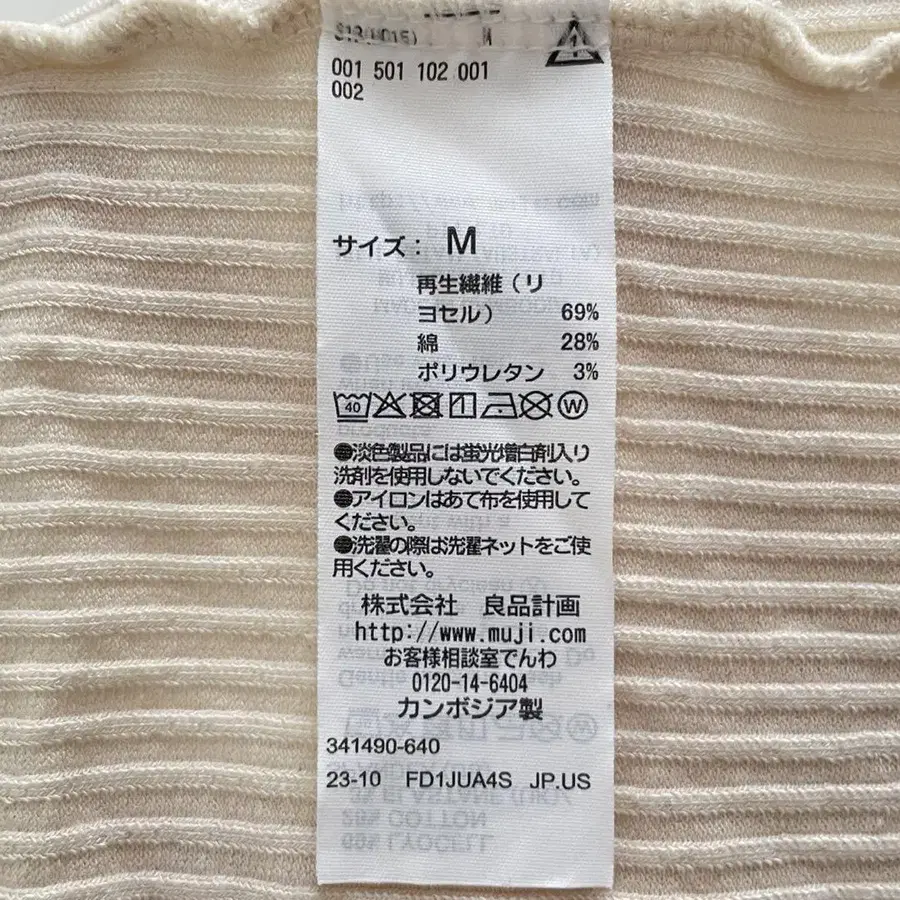 001 501 102 001
002
サイズ： M
再生繊維（リ
ヨセル） 69%
綿 28%
ポリウレタン 3%
40 W
●淡色製品には蛍光増白剤入り
洗剤を使用しないでください。
●アイロンはあて布を使用して
ください。
●洗濯の際は洗濯ネットをご使
用ください。
株式会社 良品計画
http://www.muji.com
お客様相談室でんわ
0120-14-6404
カンボジア製
341490-640
23-10 FD1JUA4S JP.US